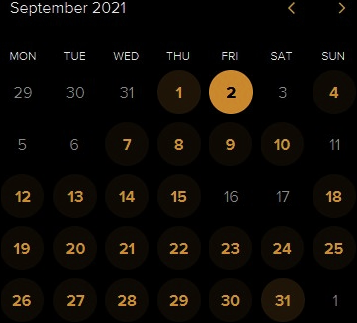 September 2021
MON TUE WED THU FRI SAT SUN
29 30 31 1 2 3 4
5 6 7 8 9 10 11
12 13 14 15 16 17 18
19 20 21 22 23 24 25
26 27 28 29 30 31 1